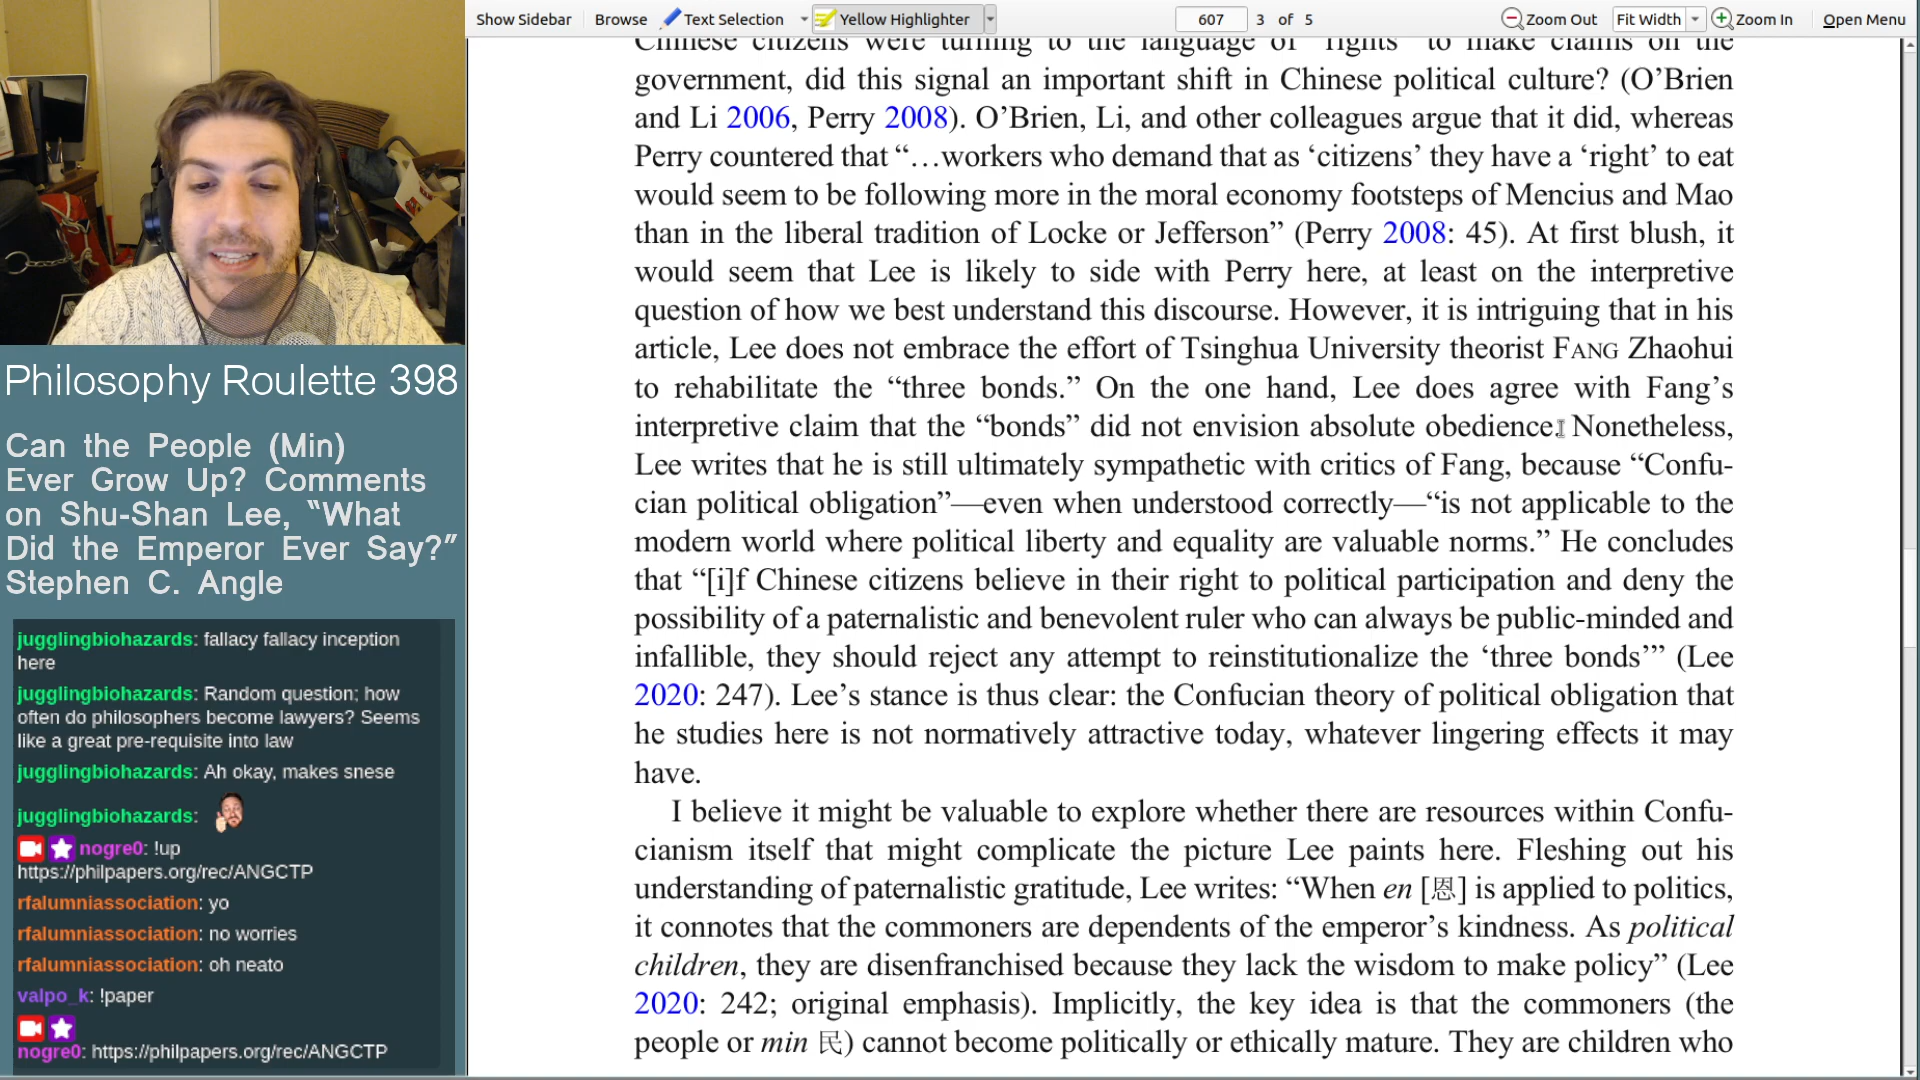 Show Sidebar Browse Text Selection Yellow Highlighter 607 3 of 5 Zoom Out Fit Width Zoom In Open Menu
Chinese citizens were turning to the language of “rights” to make claims on the
government, did this signal an important shift in Chinese political culture? (O’Brien
and Li 2006, Perry 2008). O’Brien, Li, and other colleagues argue that it did, whereas
Perry countered that “…workers who demand that as ‘citizens’ they have a ‘right’ to eat
would seem to be following more in the moral economy footsteps of Mencius and Mao
than in the liberal tradition of Locke or Jefferson” (Perry 2008: 45). At first blush, it
would seem that Lee is likely to side with Perry here, at least on the interpretive
question of how we best understand this discourse. However, it is intriguing that in his
article, Lee does not embrace the effort of Tsinghua University theorist FANG Zhaohui
to rehabilitate the “three bonds.” On the one hand, Lee does agree with Fang’s
interpretive claim that the “bonds” did not envision absolute obedience. Nonetheless,
Lee writes that he is still ultimately sympathetic with critics of Fang, because “Confu-
cian political obligation”—even when understood correctly—“is not applicable to the
modern world where political liberty and equality are valuable norms.” He concludes
that “[i]f Chinese citizens believe in their right to political participation and deny the
possibility of a paternalistic and benevolent ruler who can always be public-minded and
infallible, they should reject any attempt to reinstitutionalize the ‘three bonds’” (Lee
2020: 247). Lee’s stance is thus clear: the Confucian theory of political obligation that
he studies here is not normatively attractive today, whatever lingering effects it may
have.
I believe it might be valuable to explore whether there are resources within Confu-
cianism itself that might complicate the picture Lee paints here. Fleshing out his
understanding of paternalistic gratitude, Lee writes: “When en [恩] is applied to politics,
it connotes that the commoners are dependents of the emperor’s kindness. As political
children, they are disenfranchised because they lack the wisdom to make policy” (Lee
2020: 242; original emphasis). Implicitly, the key idea is that the commoners (the
people or min 民) cannot become politically or ethically mature. They are children who
Philosophy Roulette 398
Can the People (Min)
Ever Grow Up? Comments
on Shu-Shan Lee, “What
Did the Emperor Ever Say?”
Stephen C. Angle
jugglingbiohazards: fallacy fallacy inception
here
jugglingbiohazards: Random question; how
often do philosophers become lawyers? Seems
like a great pre-requisite into law
jugglingbiohazards: Ah okay, makes snese
jugglingbiohazards:
nogre0: !up
https://philpapers.org/rec/ANGCTP
rfalumniassociation: yo
rfalumniassociation: no worries
rfalumniassociation: oh neato
valpo_k: !paper
nogre0: https://philpapers.org/rec/ANGCTP